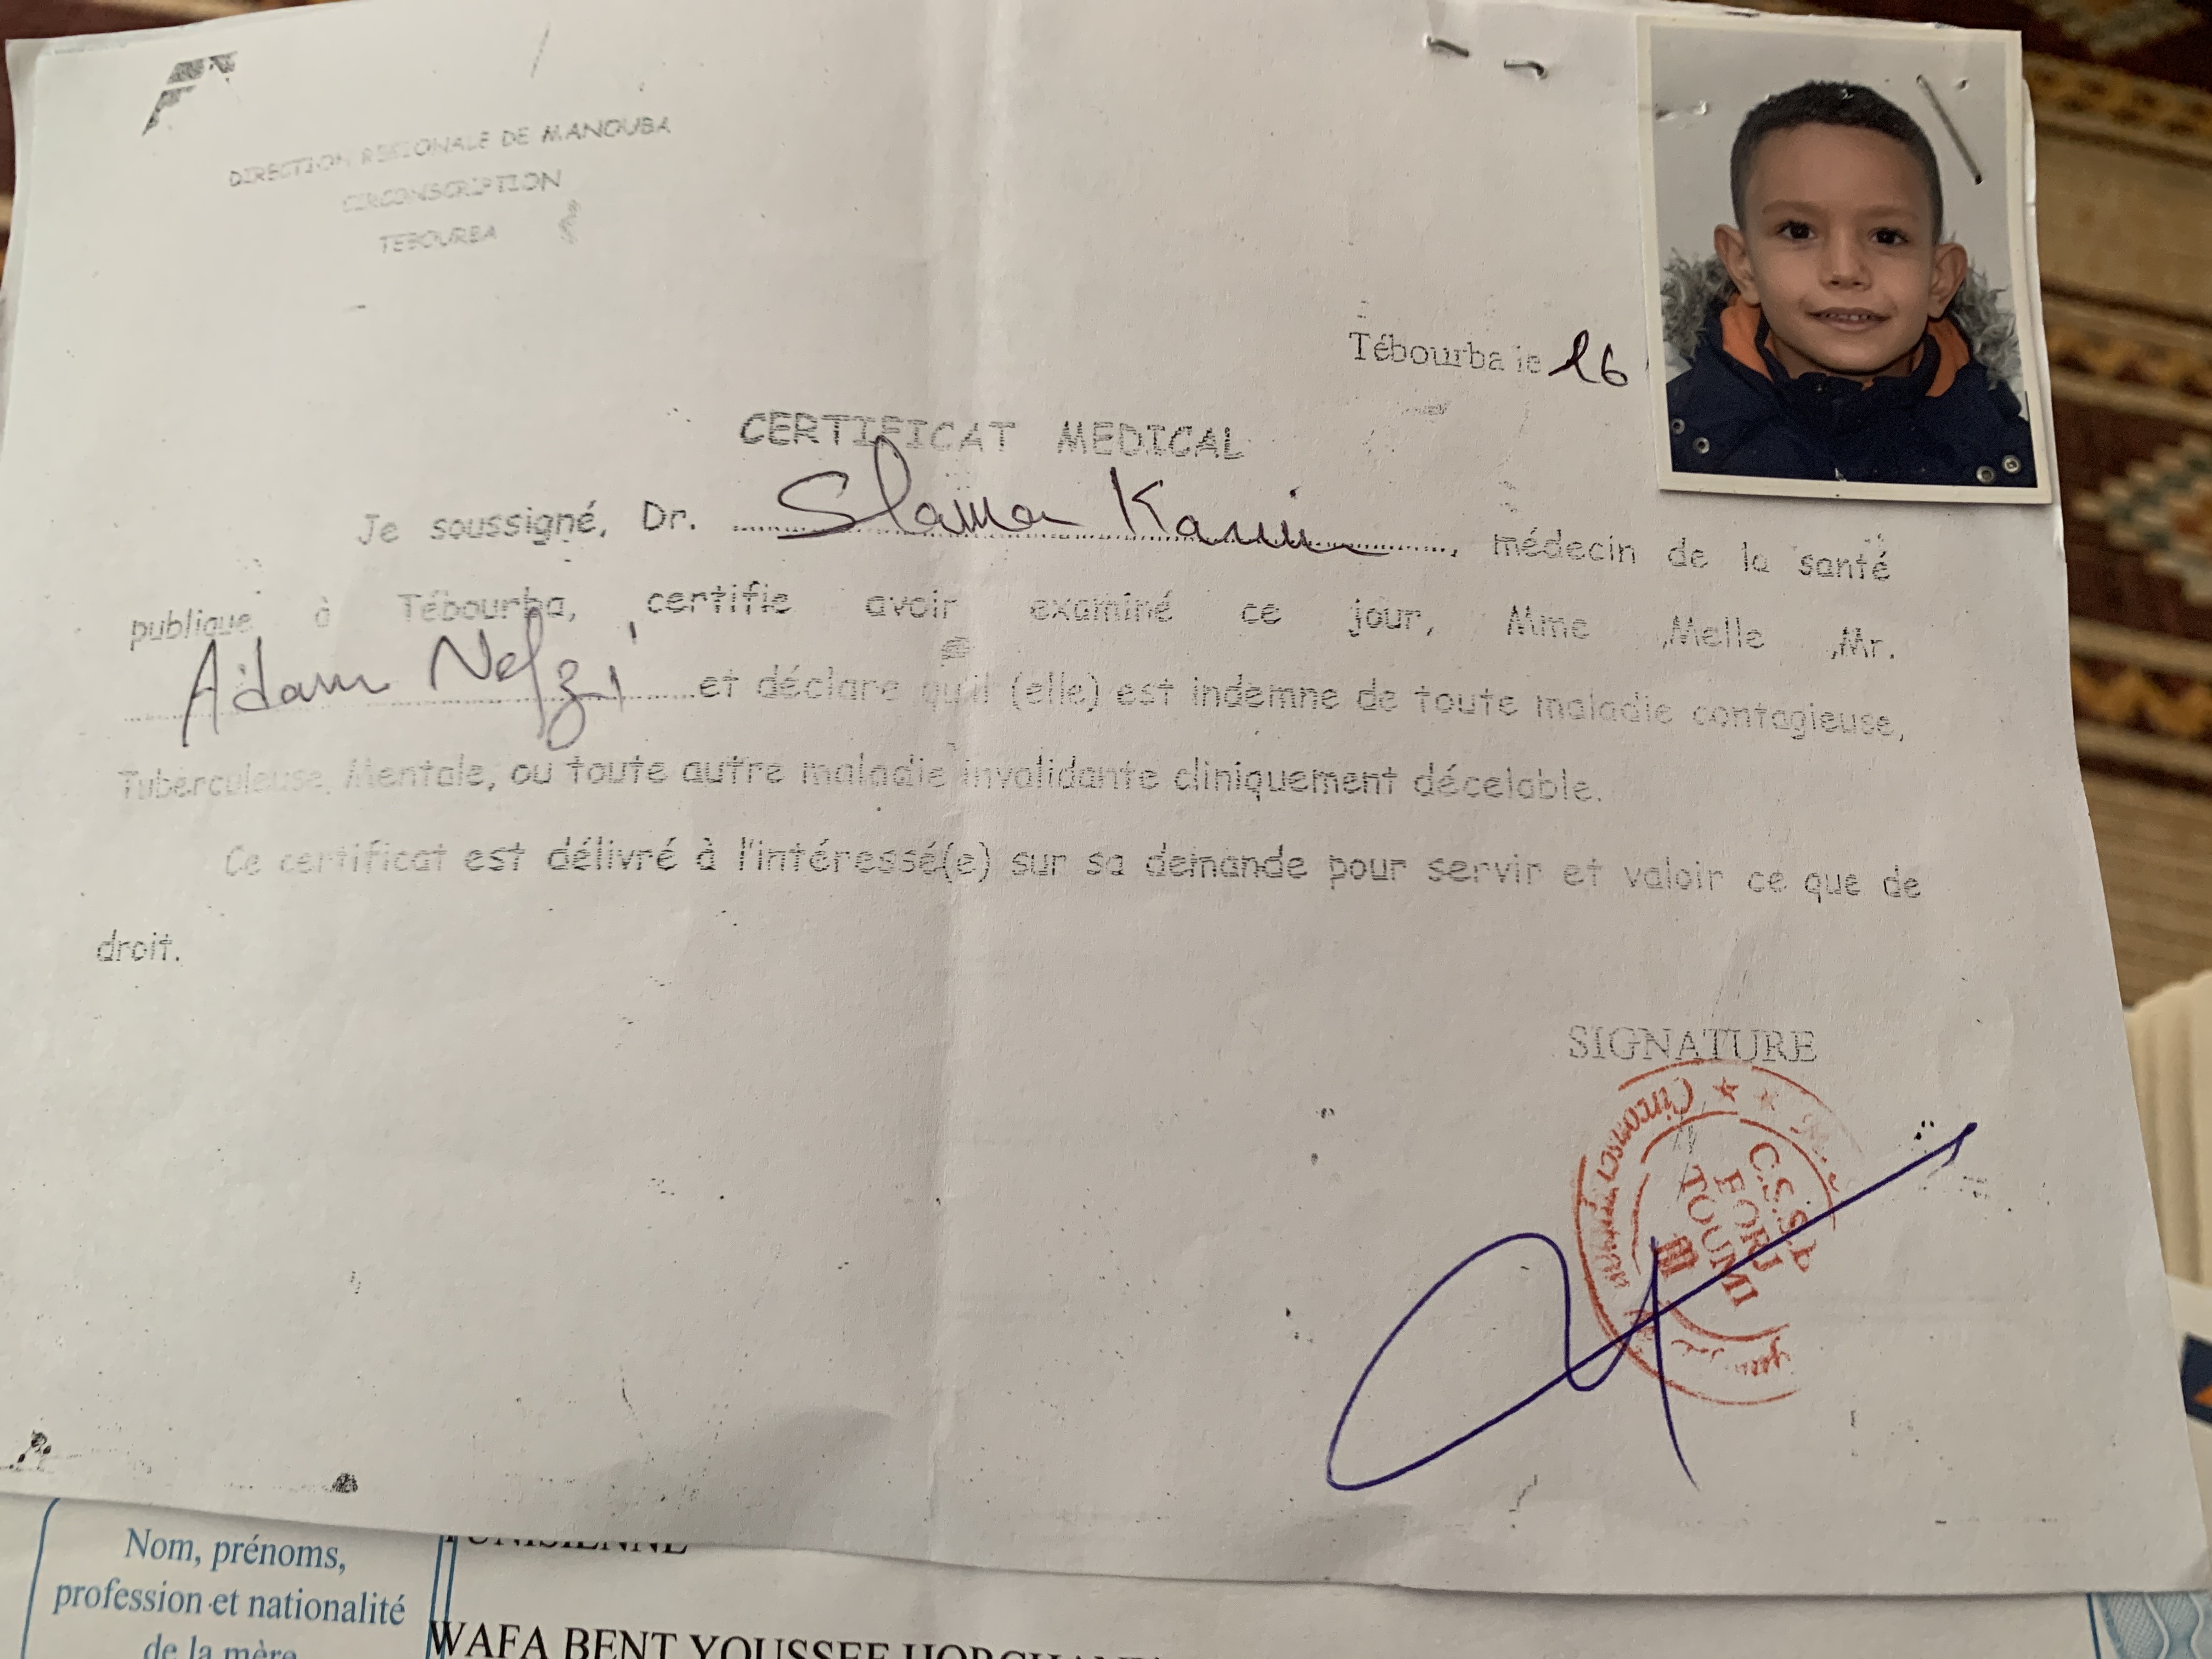 DIRECTION REGIONALE DE MANOUBA
CIRCONSCRIPTION
TEBOURBA
Tébourba le 16
CERTIFICAT MEDICAL
Je soussigné, Dr. Slama Karim, médecin de la santé
publique à Tébourba, certifie avoir examiné ce jour, Mme ,Melle ,Mr.
Adam Nefzi et déclare qu'il (elle) est indemne de toute maladie contagieuse,
Tuberculeuse, Mentale, ou toute autre maladie invalidante cliniquement décelable.
Ce certificat est délivré à l'intéressé(e) sur sa demande pour servir et valoir ce que de
droit.
SIGNATURE
C.S.S.P
BORJ
TOUMI
Nom, prénoms,
profession et nationalité
de la mère
TUNISIENNE
WAFA BENT YOUSSEF